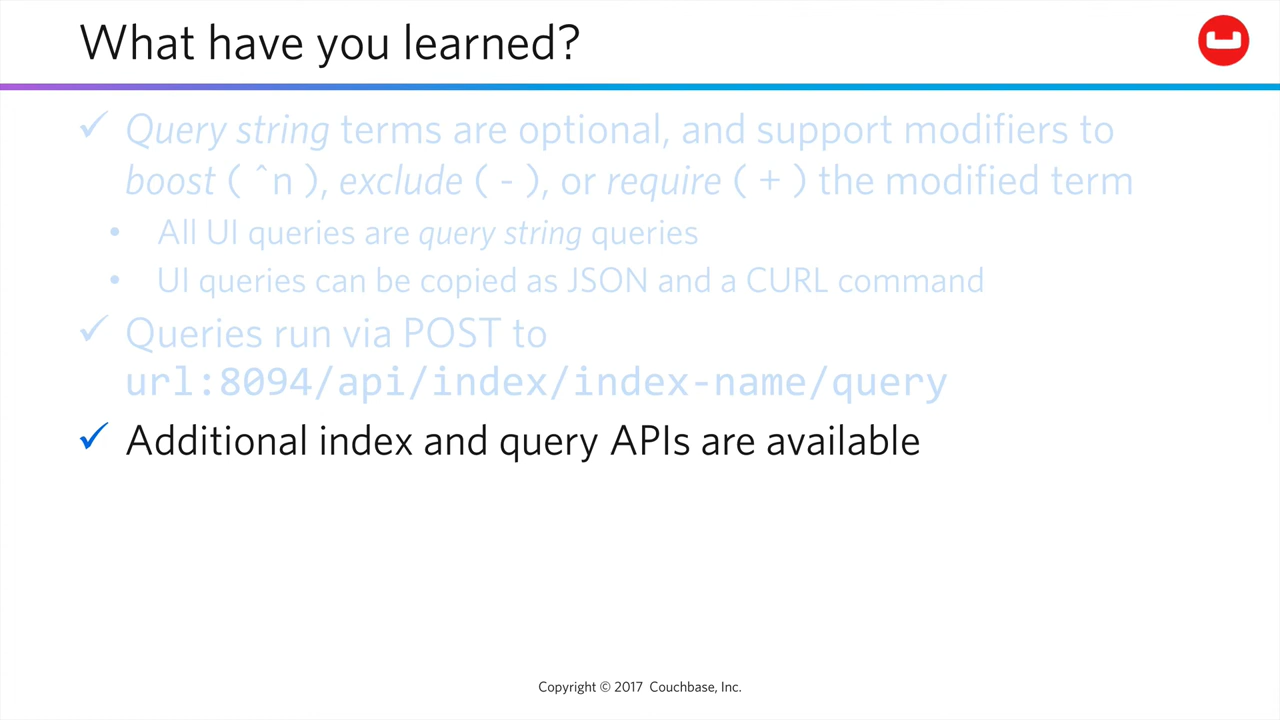 What have you learned?
✓ Query string terms are optional, and support modifiers to
boost ( ^n ), exclude ( - ), or require ( + ) the modified term
• All UI queries are query string queries
• UI queries can be copied as JSON and a CURL command
✓ Queries run via POST to
url:8094/api/index/index-name/query
✓ Additional index and query APIs are available
Copyright © 2017 Couchbase, Inc.